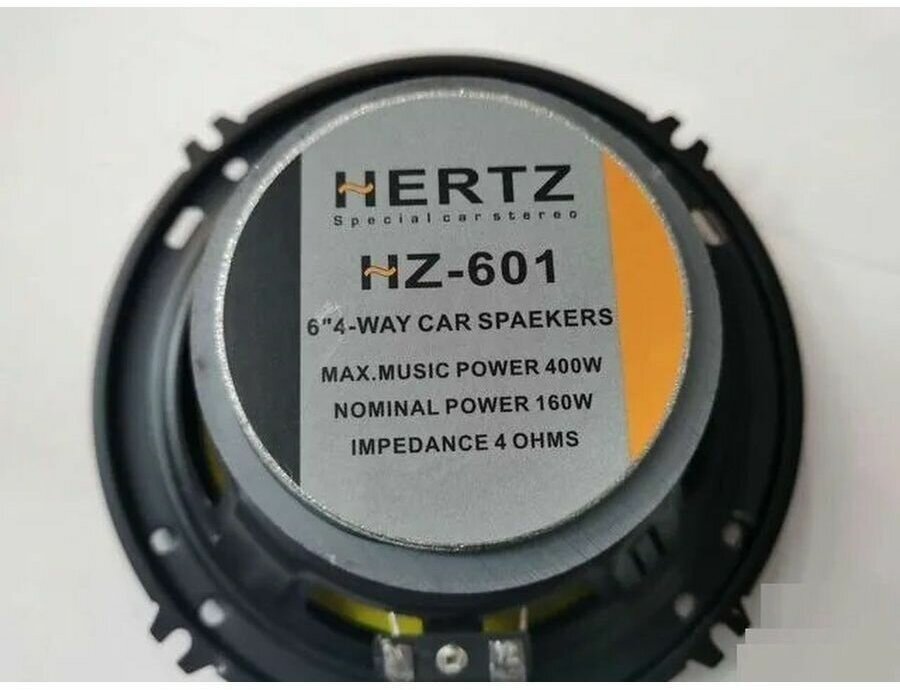 HERTZ
Special car stereo
HZ-601
6"4-WAY CAR SPAEKERS
MAX.MUSIC POWER 400W
NOMINAL POWER 160W
IMPEDANCE 4 OHMS